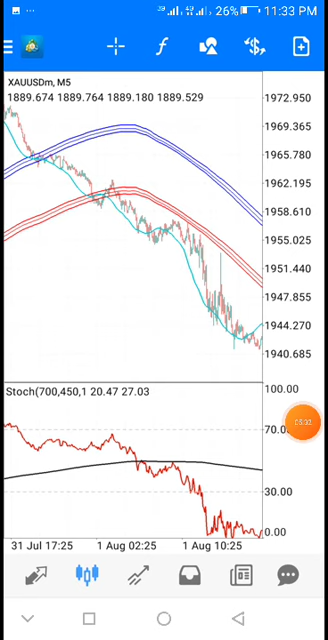 26% 11:33 PM
XAUUSDm, M5
1889.674 1889.764 1889.180 1889.529
1972.950
1969.365
1965.780
1962.195
1958.610
1955.025
1951.440
1947.855
1944.270
1940.685
Stoch(700,450,1 20.47 27.03
100.00
70.00
30.00
0.00
31 Jul 17:25 1 Aug 02:25 1 Aug 10:25